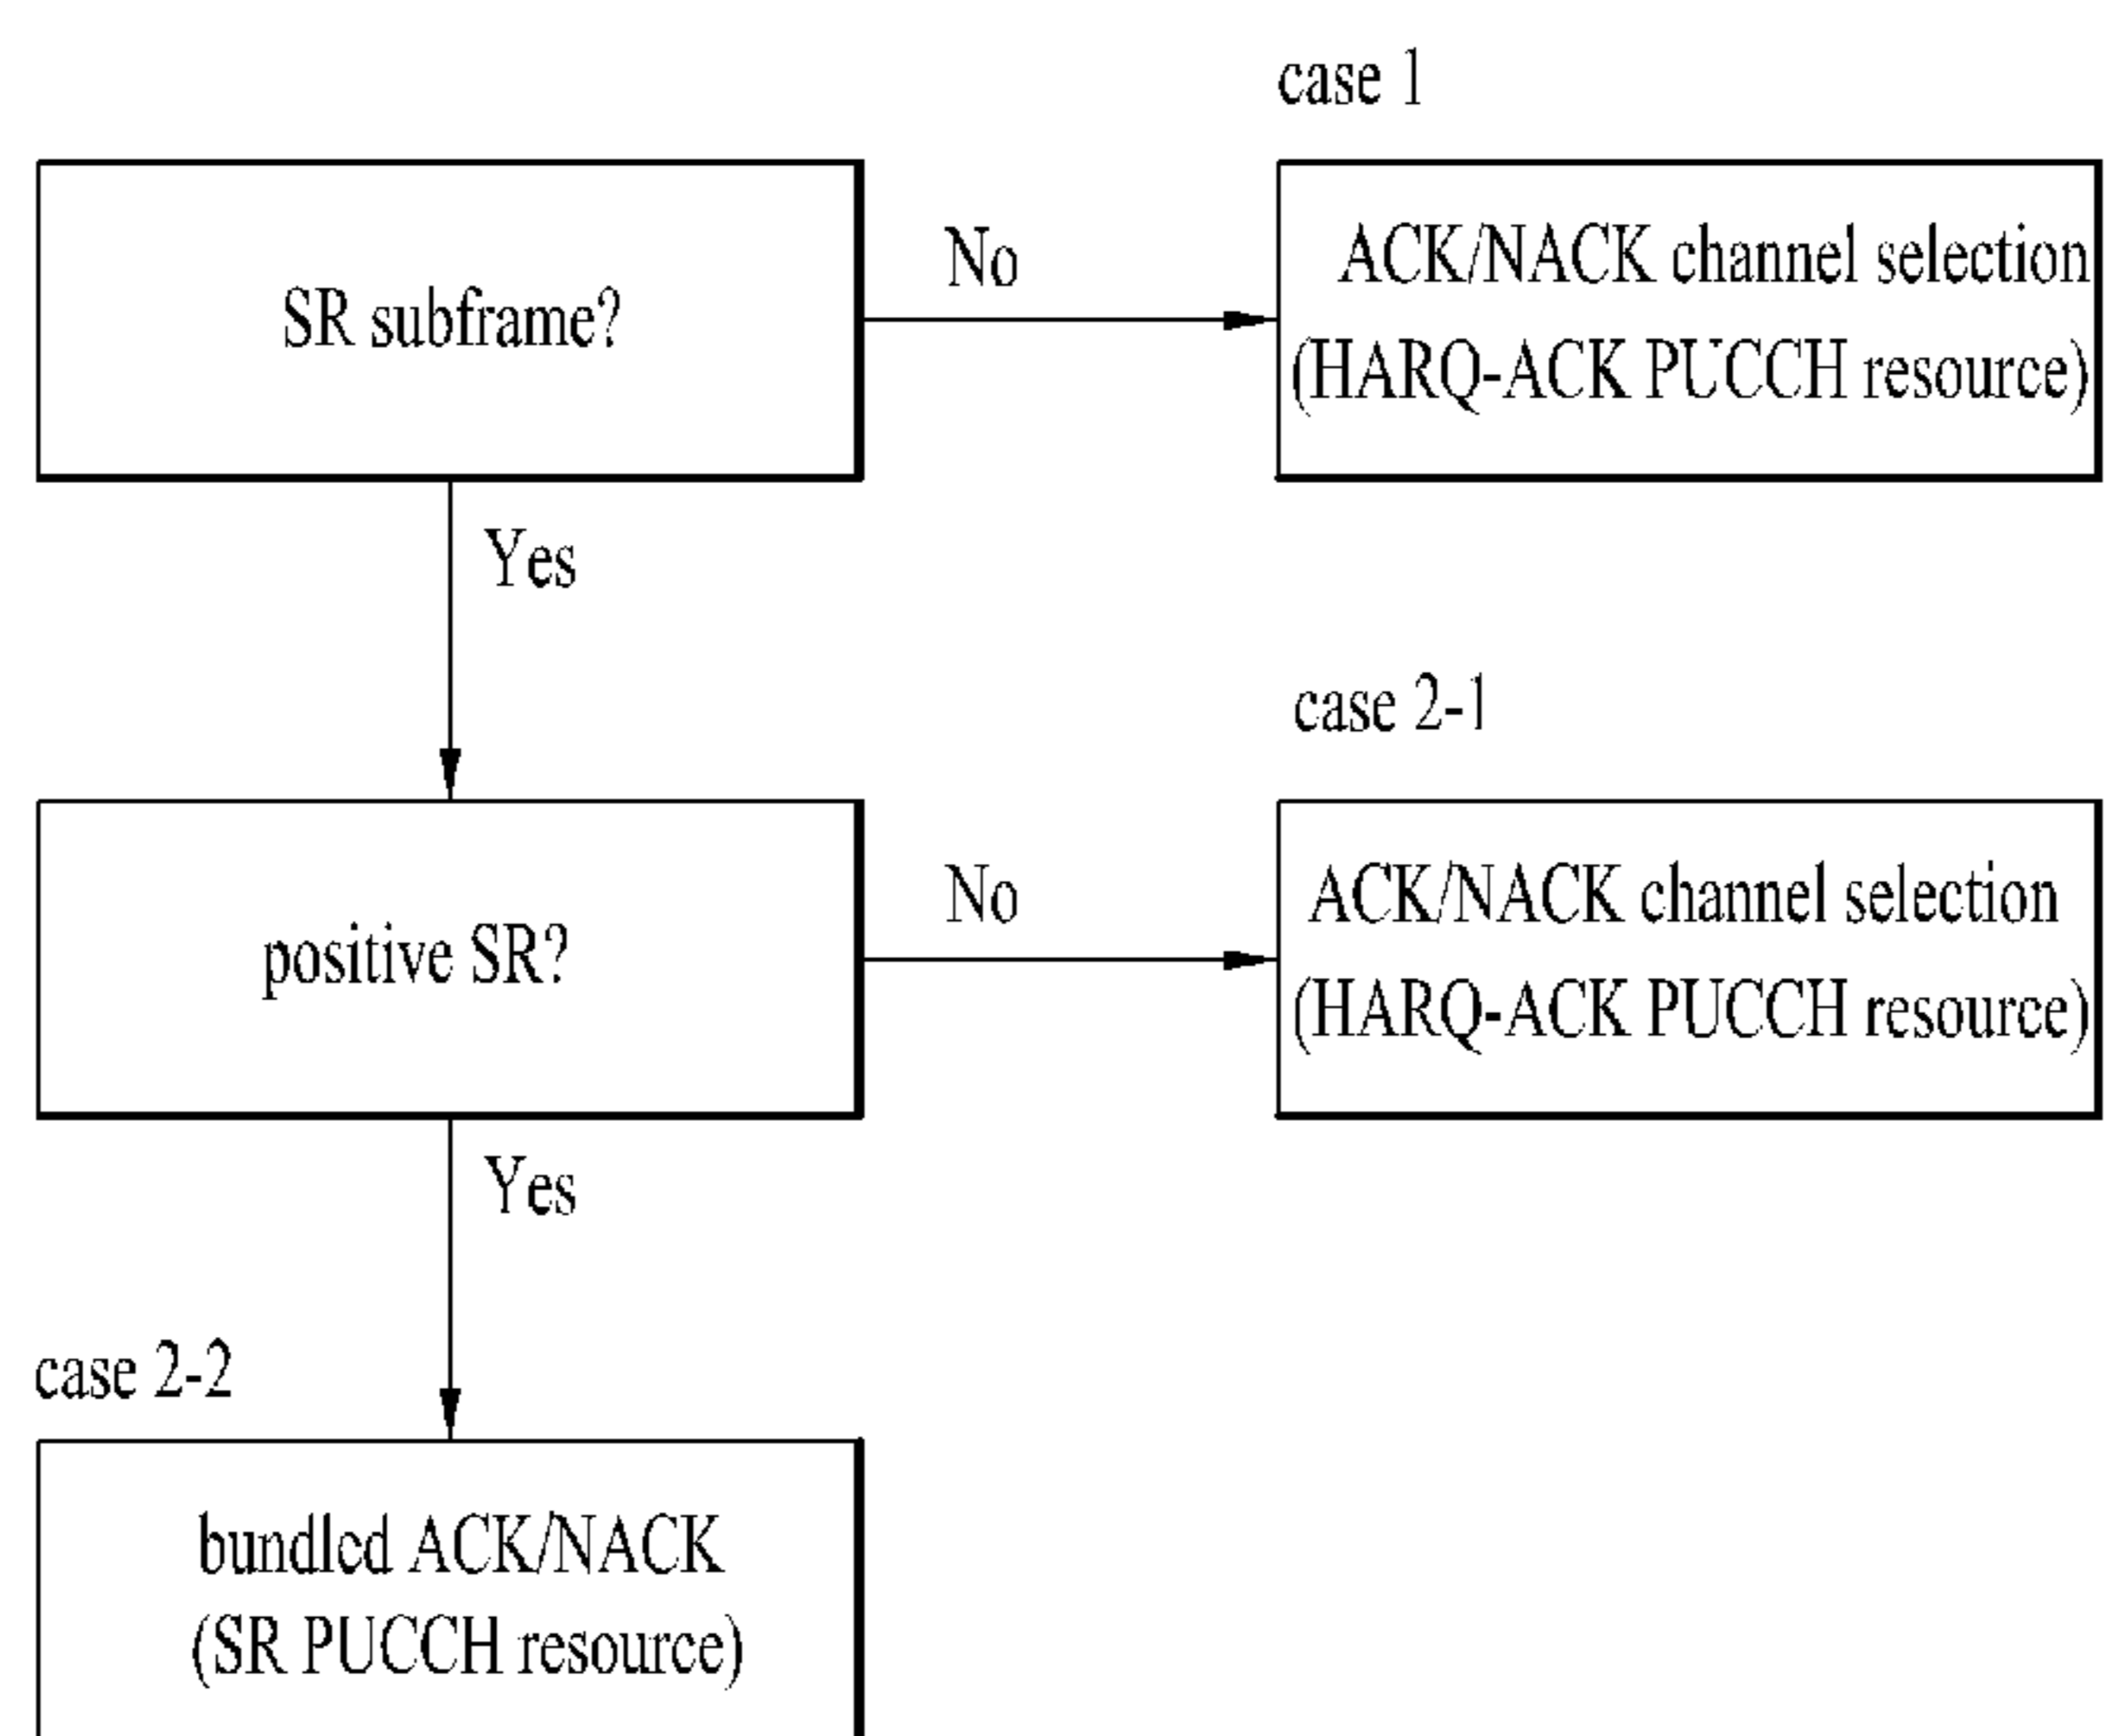 case 1
SR subframe?
No
ACK/NACK channel selection
(HARQ-ACK PUCCH resource)
Yes
case 2-1
positive SR?
No
ACK/NACK channel selection
(HARQ-ACK PUCCH resource)
Yes
case 2-2
bundled ACK/NACK
(SR PUCCH resource)